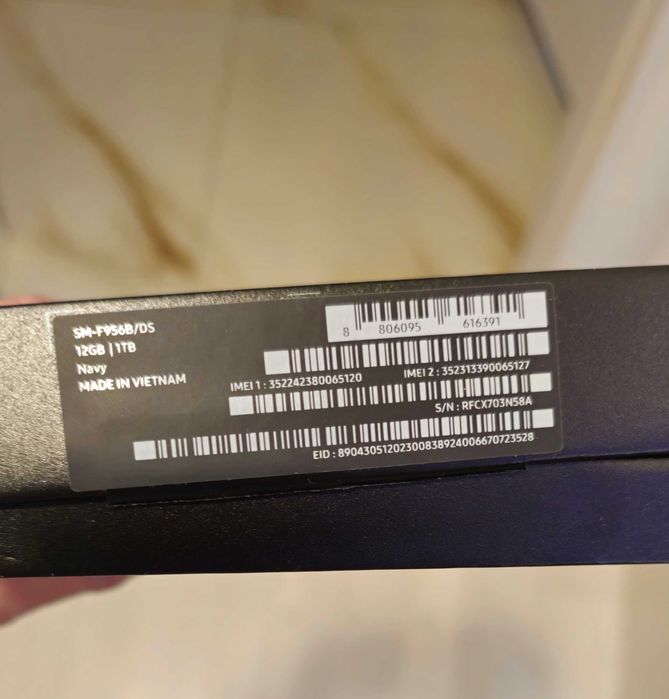 SM-F956B/DS
12GB | 1TB
Navy
MADE IN VIETNAM
8 806095 616391
IMEI 1 : 352242380065120
IMEI 2 : 352313390065127
S/N : RFCX703N58A
EID : 89043051202300838924006670723528